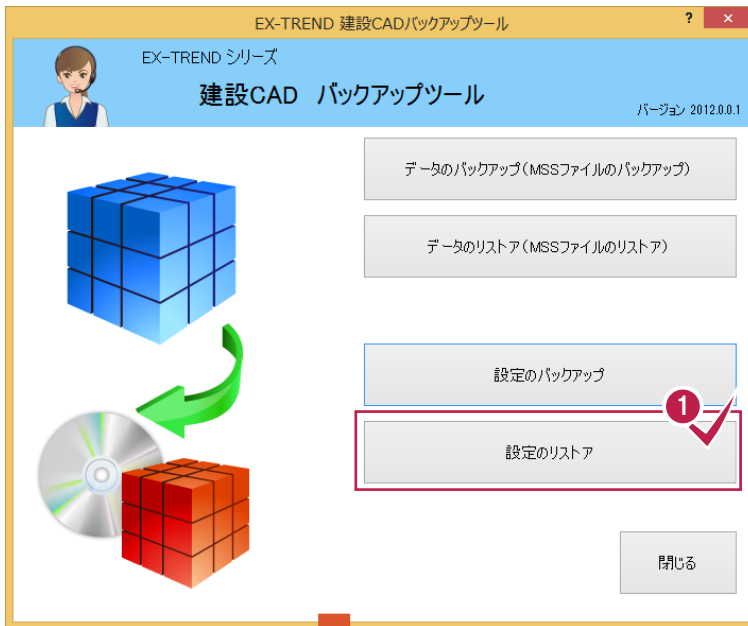 EX-TREND 建設CADバックアップツール
? ×
EX-TREND シリーズ
建設CAD バックアップツール
バージョン 2012.0.0.1
データのバックアップ(MSSファイルのバックアップ)
データのリストア(MSSファイルのリストア)
設定のバックアップ
1
設定のリストア
閉じる